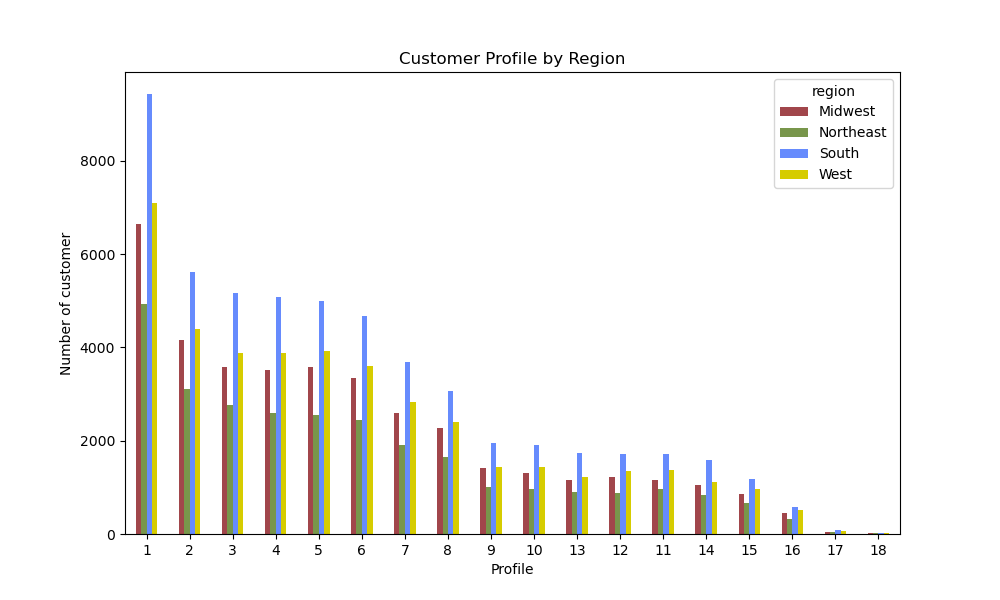 Customer Profile by Region
region
Midwest
Northeast
South
West
Number of customer
8000
6000
4000
2000
0
1 2 3 4 5 6 7 8 9 10 13 12 11 14 15 16 17 18
Profile